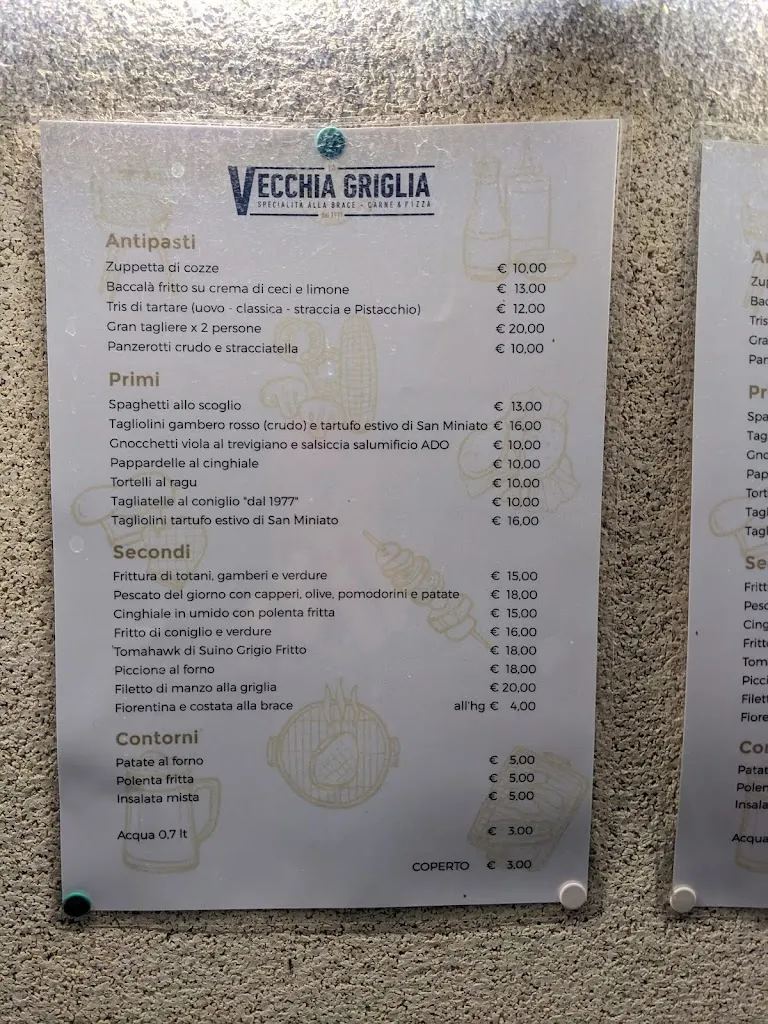 VECCHIA GRIGLIA
SPECIALITÀ ALLA BRACE - CARNE & PIZZA
dal 1977
Antipasti
Zuppetta di cozze € 10,00
Baccalà fritto su crema di ceci e limone € 13,00
Tris di tartare (uovo - classica - straccia e Pistacchio) € 12,00
Gran tagliere x 2 persone € 20,00
Panzerotti crudo e stracciatella € 10,00
Primi
Spaghetti allo scoglio € 13,00
Tagliolini gambero rosso (crudo) e tartufo estivo di San Miniato € 16,00
Gnocchetti viola al trevigiano e salsiccia salumificio ADO € 10,00
Pappardelle al cinghiale € 10,00
Tortelli al ragu € 10,00
Tagliatelle al coniglio "dal 1977" € 10,00
Tagliolini tartufo estivo di San Miniato € 16,00
Secondi
Frittura di totani, gamberi e verdure € 15,00
Pescato del giorno con capperi, olive, pomodorini e patate € 18,00
Cinghiale in umido con polenta fritta € 15,00
Fritto di coniglio e verdure € 16,00
Tomahawk di Suino Grigio Fritto € 18,00
Piccione al forno € 18,00
Filetto di manzo alla griglia € 20,00
Fiorentina e costata alla brace all'hg € 4,00
Contorni
Patate al forno € 5,00
Polenta fritta € 5,00
Insalata mista € 5,00
Acqua 0,7 lt € 3,00
COPERTO € 3,00